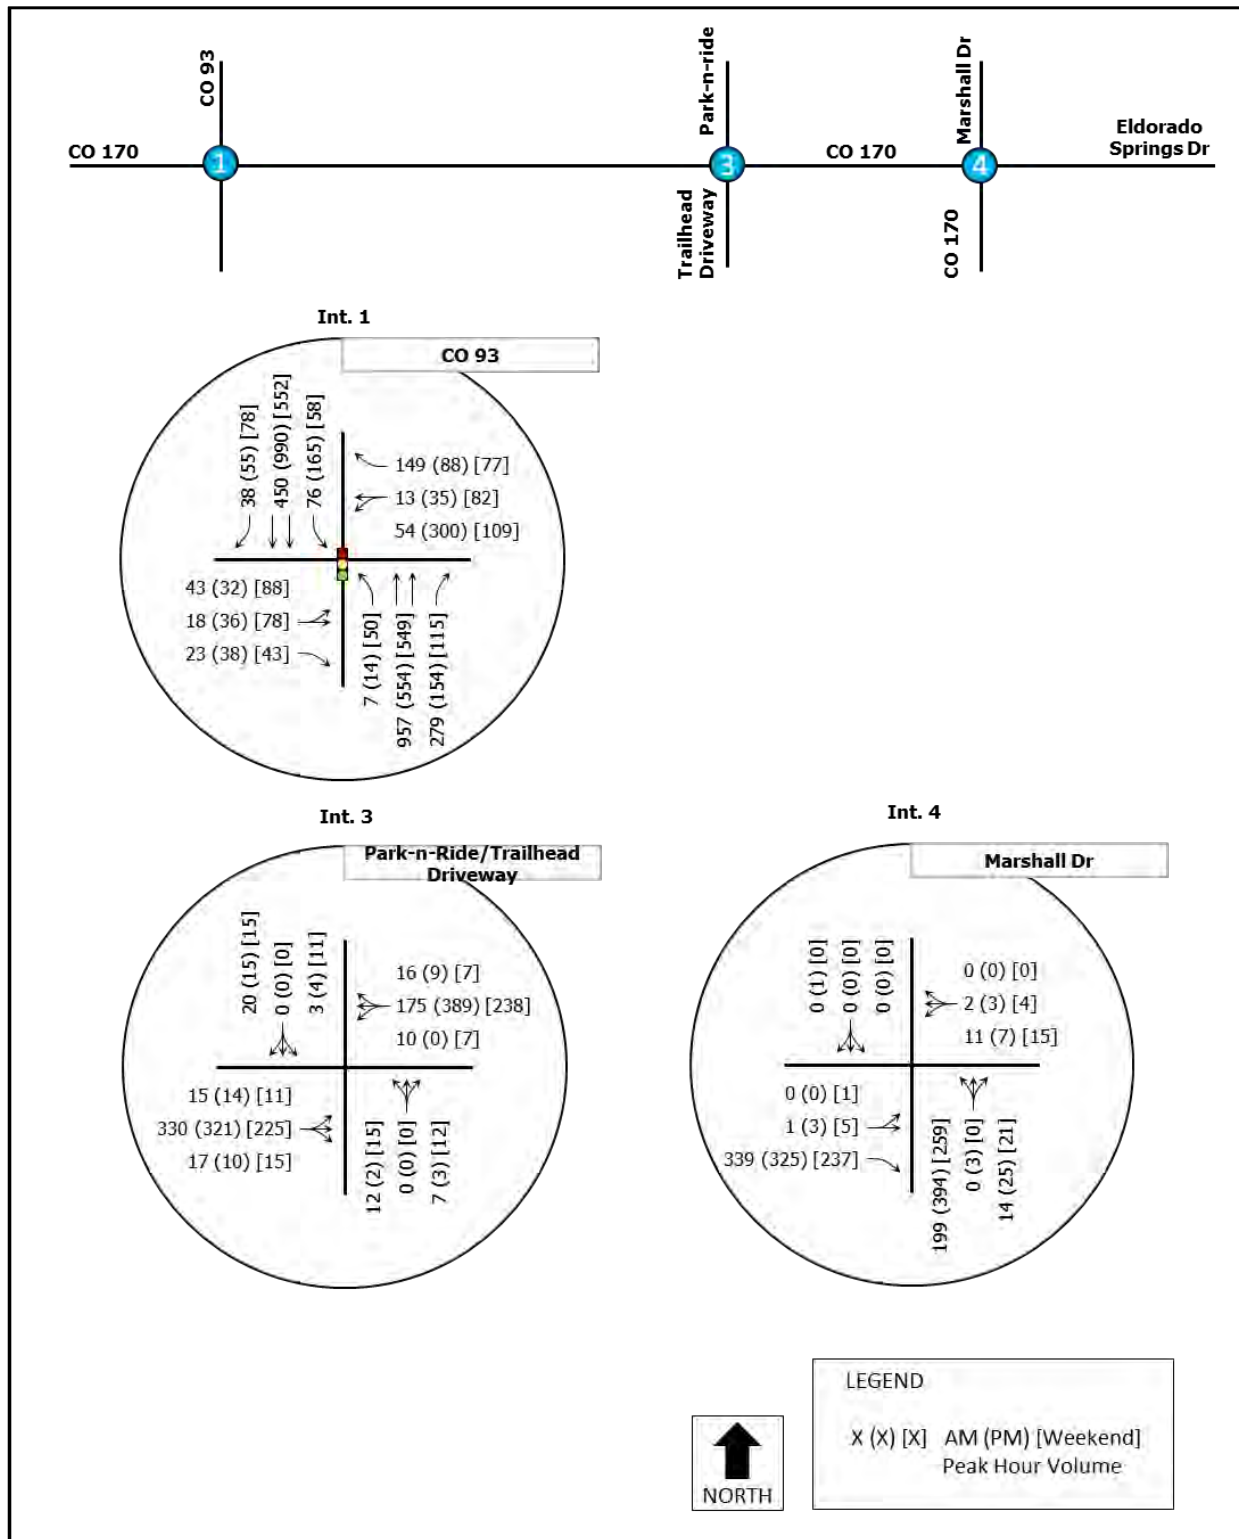 CO 93
Park-n-ride
Marshall Dr
Eldorado
Springs Dr
CO 170
CO 170
1
3
4
Trailhead
Driveway
CO 170
Int. 1
CO 93
38 (55) [78]
450 (990) [552]
76 (165) [58]
149 (88) [77]
13 (35) [82]
54 (300) [109]
43 (32) [88]
18 (36) [78]
23 (38) [43]
7 (14) [50]
957 (554) [549]
279 (154) [115]
Int. 3
Park-n-Ride/Trailhead
Driveway
20 (15) [15]
0 (0) [0]
3 (4) [11]
16 (9) [7]
175 (389) [238]
10 (0) [7]
15 (14) [11]
330 (321) [225]
17 (10) [15]
12 (2) [15]
0 (0) [0]
7 (3) [12]
Int. 4
Marshall Dr
0 (1) [0]
0 (0) [0]
0 (0) [0]
0 (0) [0]
2 (3) [4]
11 (7) [15]
0 (0) [1]
1 (3) [5]
339 (325) [237]
199 (394) [259]
0 (3) [0]
14 (25) [21]
NORTH
LEGEND
X (X) [X] AM (PM) [Weekend]
Peak Hour Volume